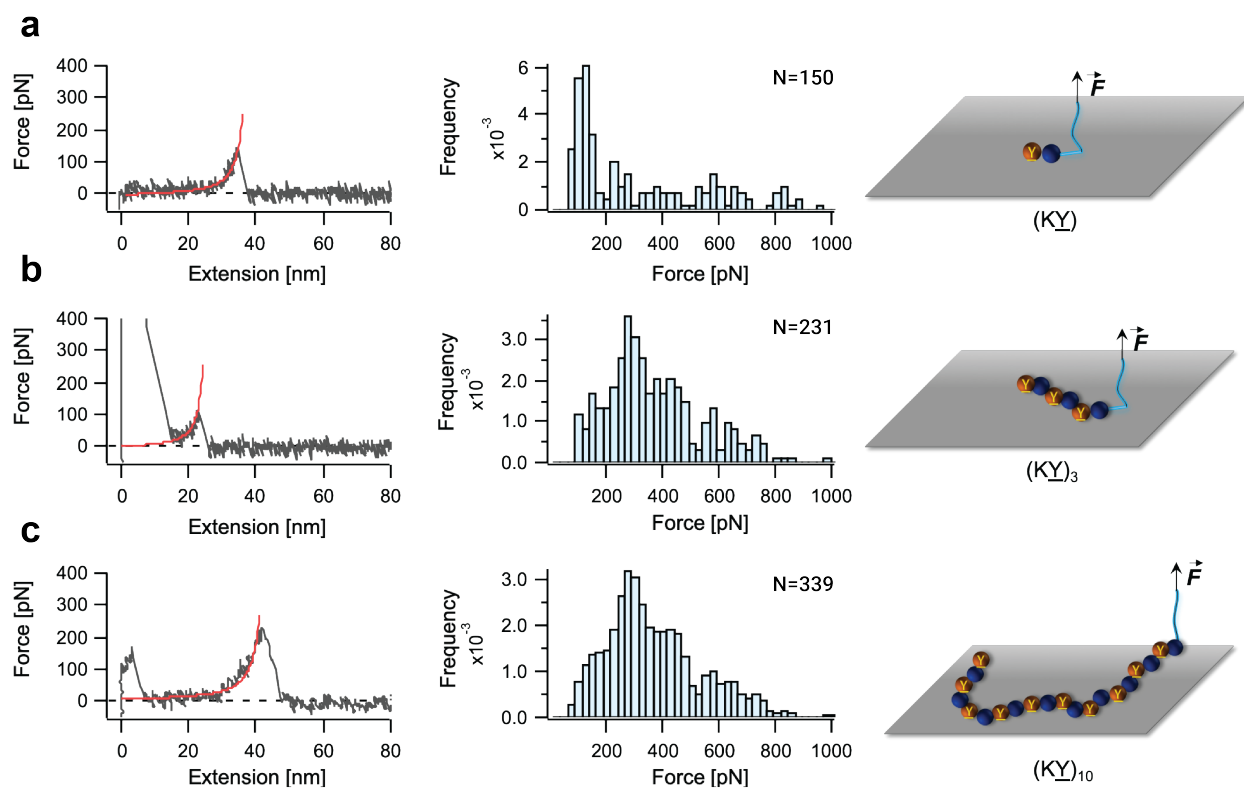 a
Force [pN]
400
300
200
100
0
0 20 40 60 80
Extension [nm]
Frequency
x10⁻³
6
4
2
0
N=150
200 400 600 800 1000
Force [pN]
F
Y
(KY)
b
Force [pN]
400
300
200
100
0
0 20 40 60 80
Extension [nm]
Frequency
x10⁻³
3.0
2.0
1.0
0.0
N=231
200 400 600 800 1000
Force [pN]
F
Y Y Y
(KY)₃
c
Force [pN]
400
300
200
100
0
0 20 40 60 80
Extension [nm]
Frequency
x10⁻³
3.0
2.0
1.0
0.0
N=339
200 400 600 800 1000
Force [pN]
F
Y Y Y Y Y Y Y Y Y Y
(KY)₁₀